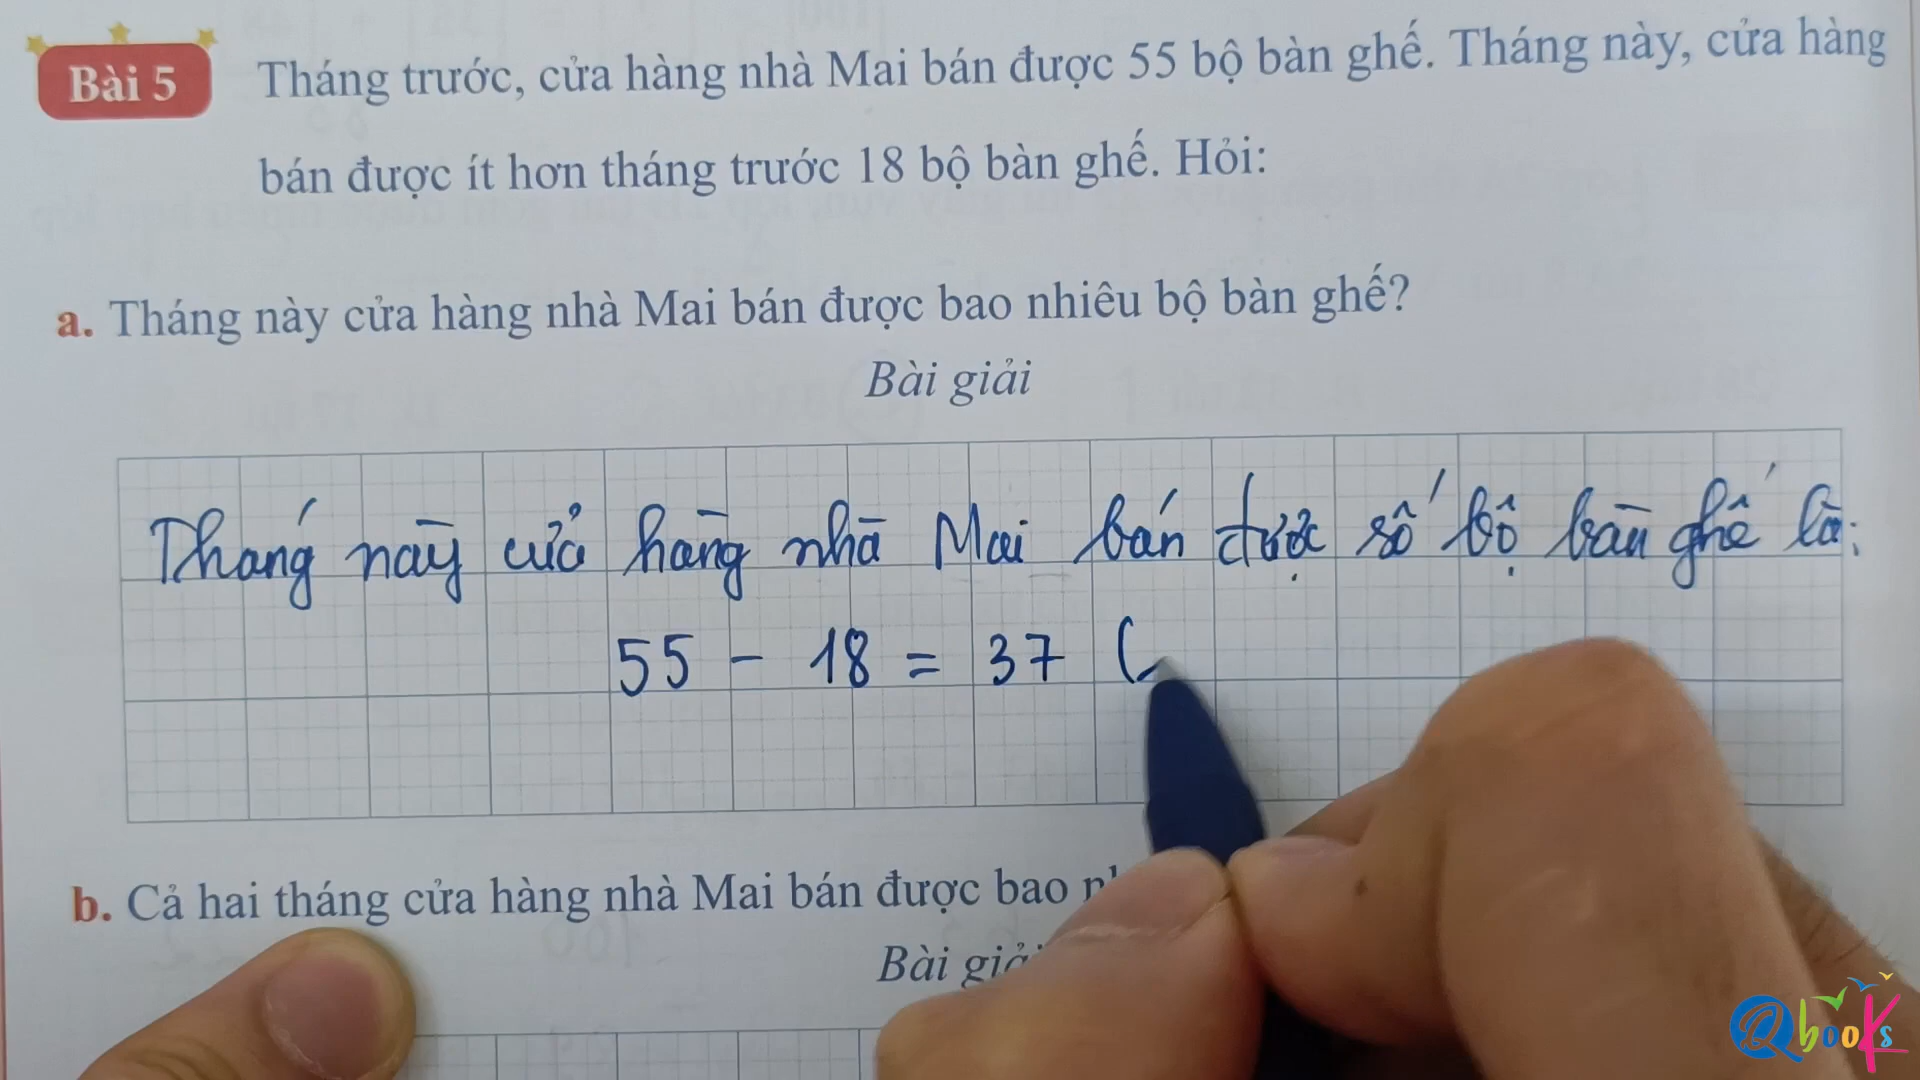 Bài 5 Tháng trước, cửa hàng nhà Mai bán được 55 bộ bàn ghế. Tháng này, cửa hàng
bán được ít hơn tháng trước 18 bộ bàn ghế. Hỏi:
a. Tháng này cửa hàng nhà Mai bán được bao nhiêu bộ bàn ghế?
Bài giải
Tháng này cửa hàng nhà Mai bán được số bộ bàn ghế là:
55 - 18 = 37 (
b. Cả hai tháng cửa hàng nhà Mai bán được bao
Bài
Qbooks